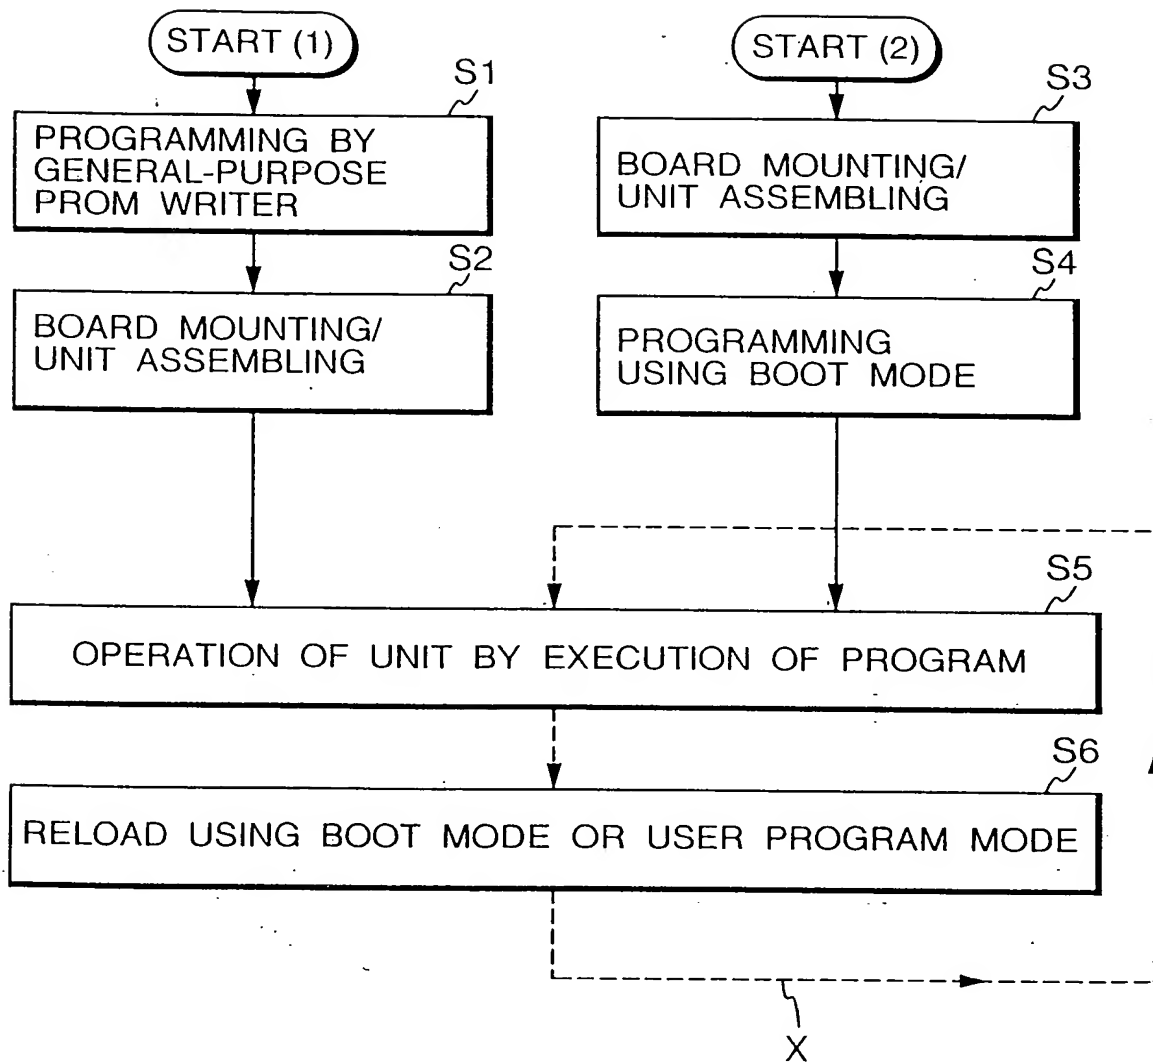 START (1)
S1
PROGRAMMING BY
GENERAL-PURPOSE
PROM WRITER
S2
BOARD MOUNTING/
UNIT ASSEMBLING
START (2)
S3
BOARD MOUNTING/
UNIT ASSEMBLING
S4
PROGRAMMING
USING BOOT MODE
S5
OPERATION OF UNIT BY EXECUTION OF PROGRAM
S6
RELOAD USING BOOT MODE OR USER PROGRAM MODE
X